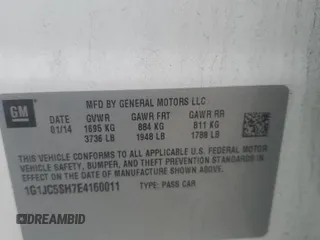 GM
MFD BY GENERAL MOTORS LLC
DATE GVWR GAWR FRT GAWR RR
01/14 1695 KG 884 KG 811 KG
3736 LB 1948 LB 1788 LB
THIS VEHICLE CONFORMS TO ALL APPLICABLE U.S. FEDERAL MOTOR
VEHICLE SAFETY, BUMPER, AND THEFT PREVENTION STANDARDS
IN EFFECT ON THE DATE OF MANUFACTURE SHOWN ABOVE.
1G1JC5SH7E4160011 TYPE: PASS CAR
DREAMBID